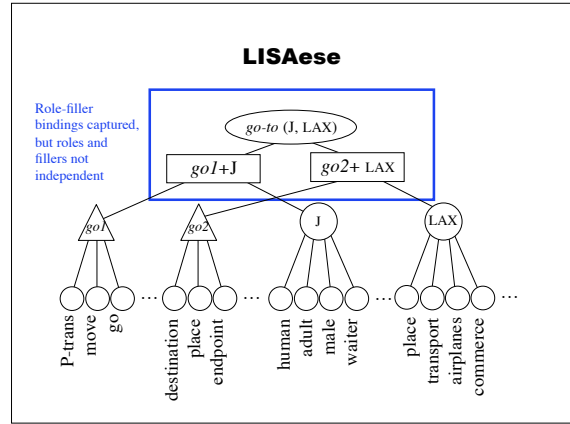 LISAese
Role-filler
bindings captured,
but roles and
fillers not
independent
go-to (J, LAX)
go1+J
go2+ LAX
go1
go2
J
LAX
... ... ... ...
P-trans
move
go
destination
place
endpoint
human
adult
male
waiter
place
transport
airplanes
commerce